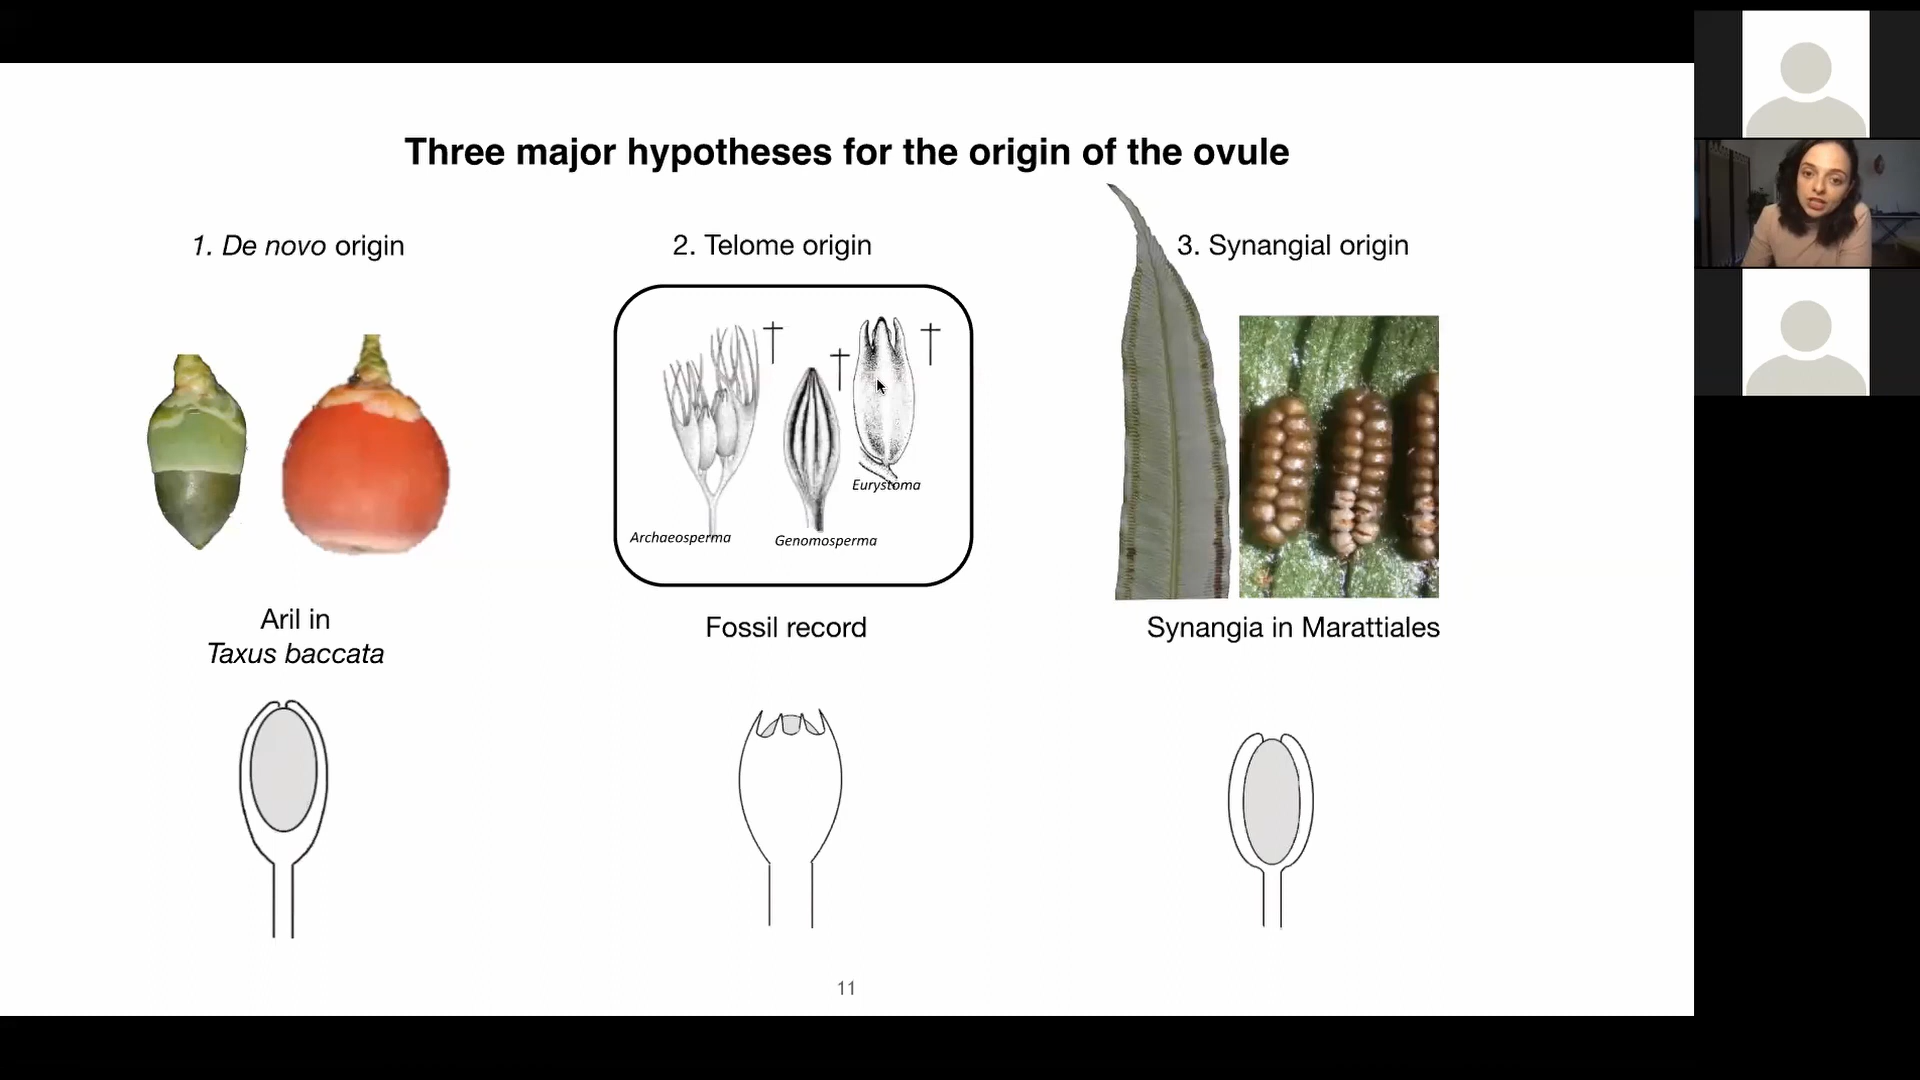 Three major hypotheses for the origin of the ovule
1. De novo origin
2. Telome origin
3. Synangial origin
Eurystoma
Archaeosperma
Genomosperma
Aril in
Taxus baccata
Fossil record
Synangia in Marattiales
11